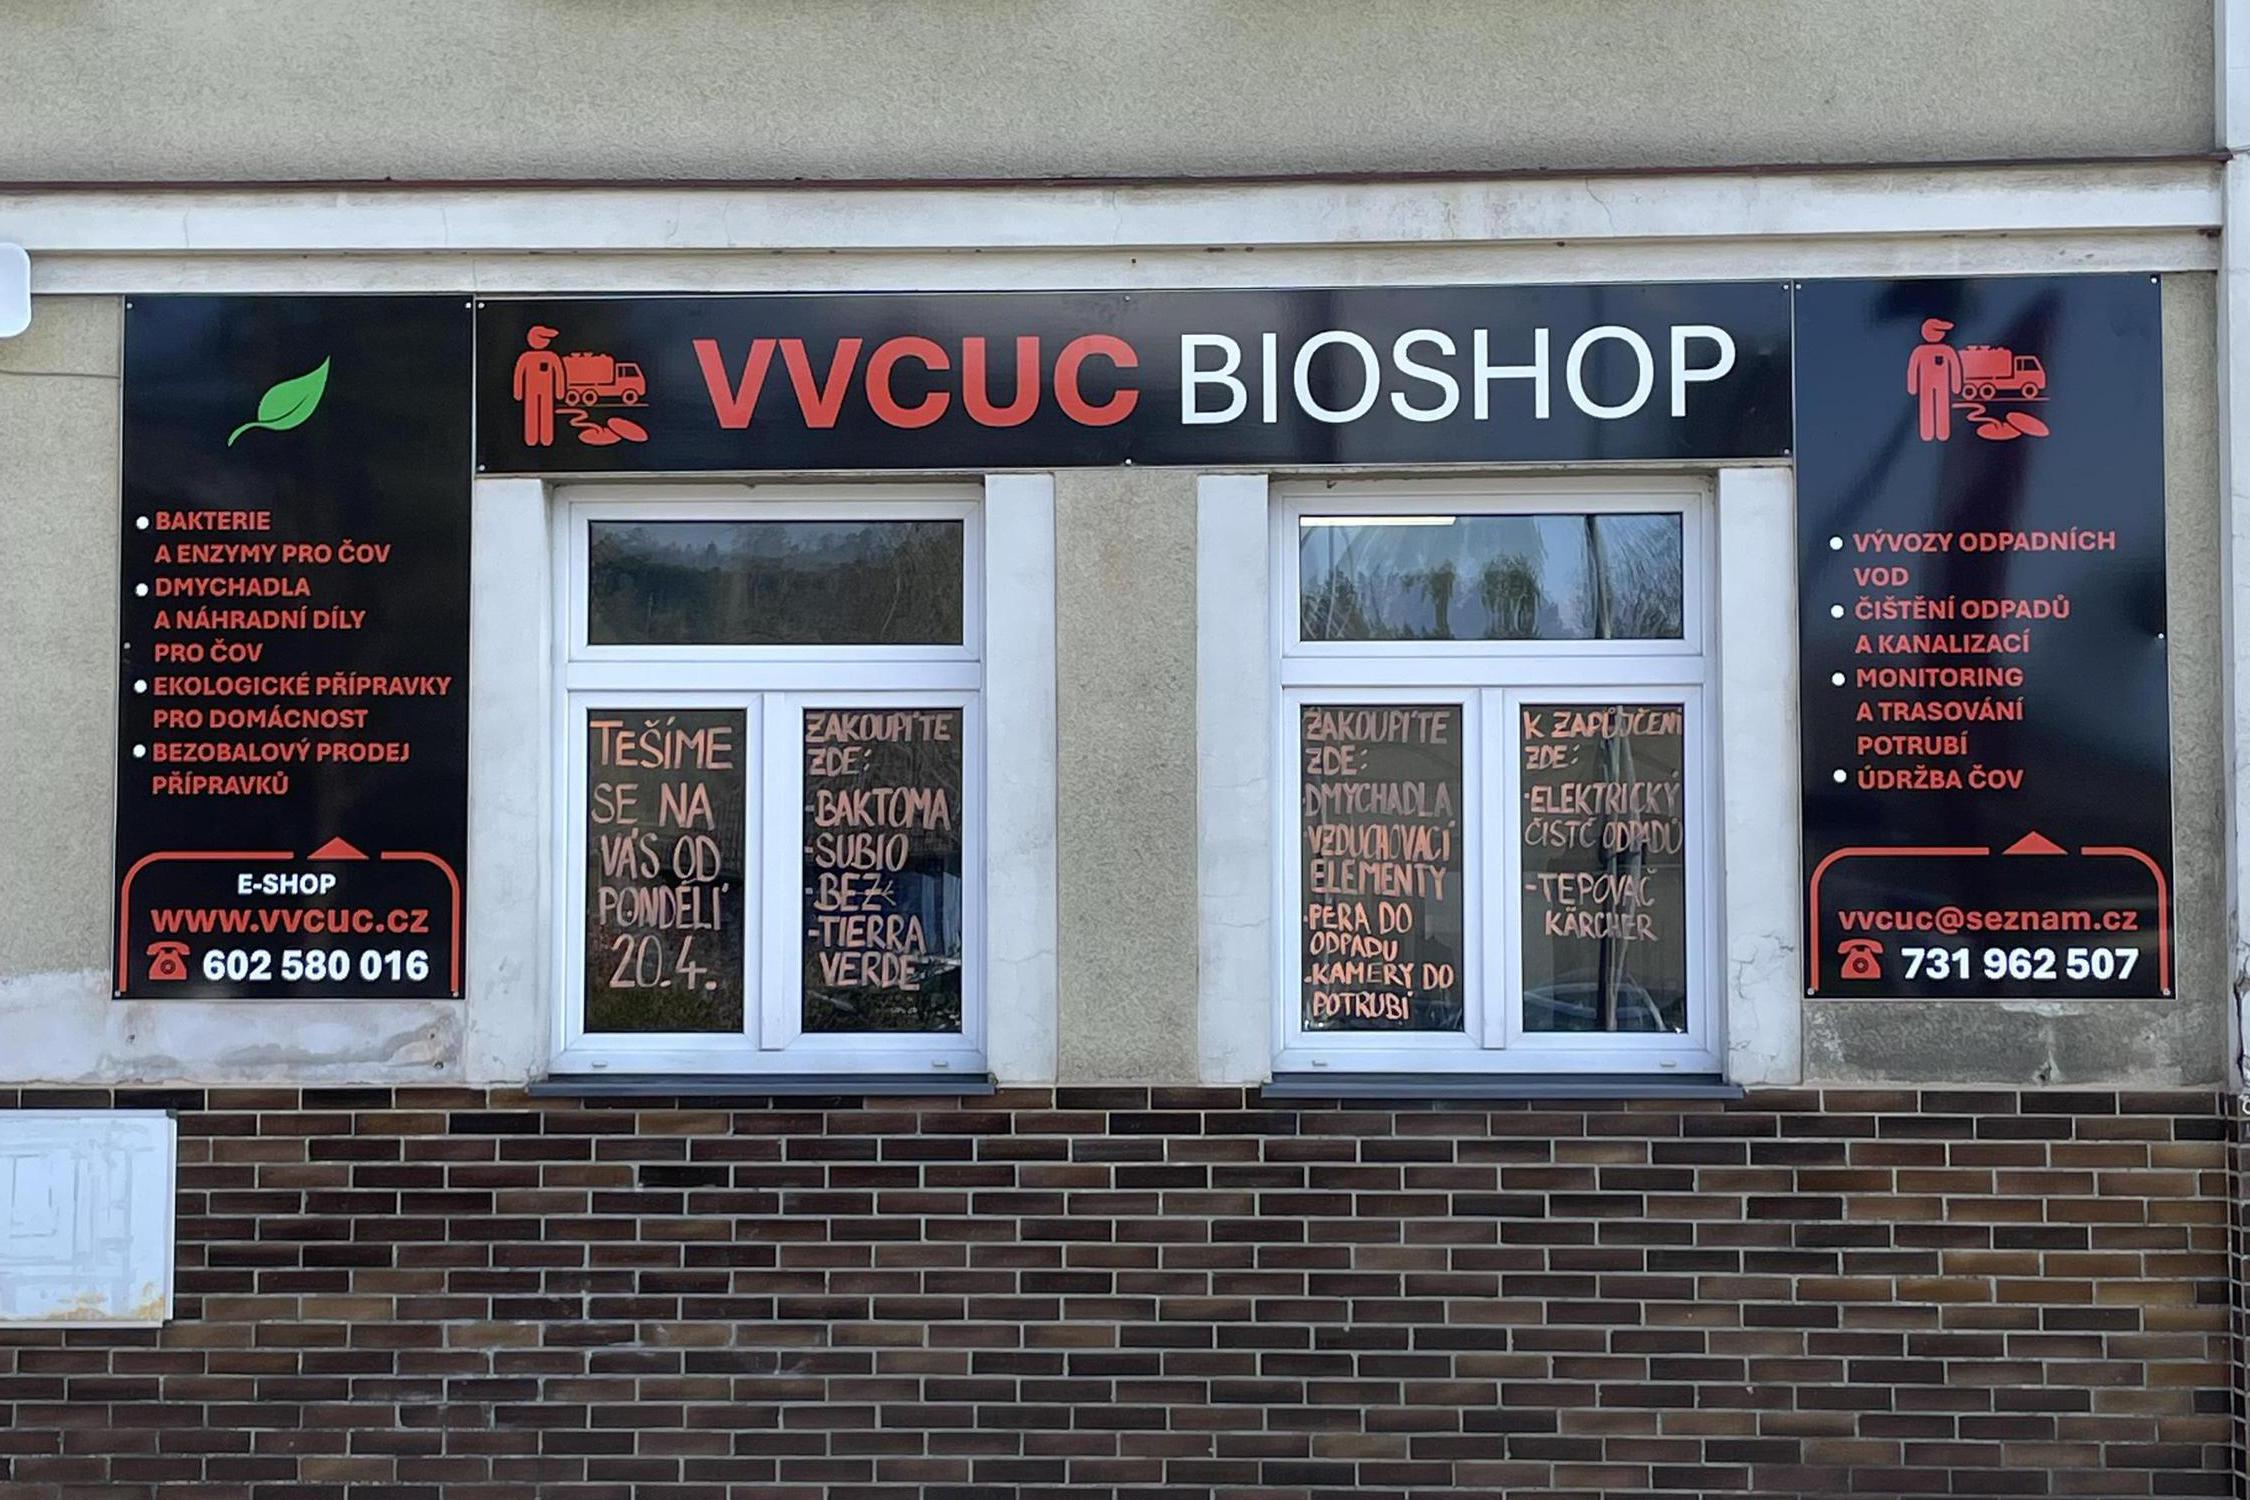 VVCUC BIOSHOP
• BAKTERIE
A ENZYMY PRO ČOV
• DMYCHADLA
A NÁHRADNÍ DÍLY
PRO ČOV
• EKOLOGICKÉ PŘÍPRAVKY
PRO DOMÁCNOST
• BEZOBALOVÝ PRODEJ
PŘÍPRAVKŮ
E-SHOP
www.vvcuc.cz
602 580 016
TEŠÍME
SE NA
VÁS OD
PONDĚLÍ
20.4.
ZAKOUPÍTE
ZDE:
-BAKTOMA
-SUBIO
-BEZ
-TIERRA
VERDE
ZAKOUPÍTE
ZDE:
-DMYCHADLA
-VZDUCHOVACÍ
ELEMENTY
-PERA DO
ODPADU
-KAMERY DO
POTRUBÍ
K ZAPŮJČENÍ
ZDE:
-ELEKTRICKÝ
ČISTČ ODPADŮ
-TEPOVAČ
KÄRCHER
• VÝVOZY ODPADNÍCH
VOD
• ČIŠTĚNÍ ODPADŮ
A KANALIZACÍ
• MONITORING
A TRASOVÁNÍ
POTRUBÍ
• ÚDRŽBA ČOV
vvcuc@seznam.cz
731 962 507